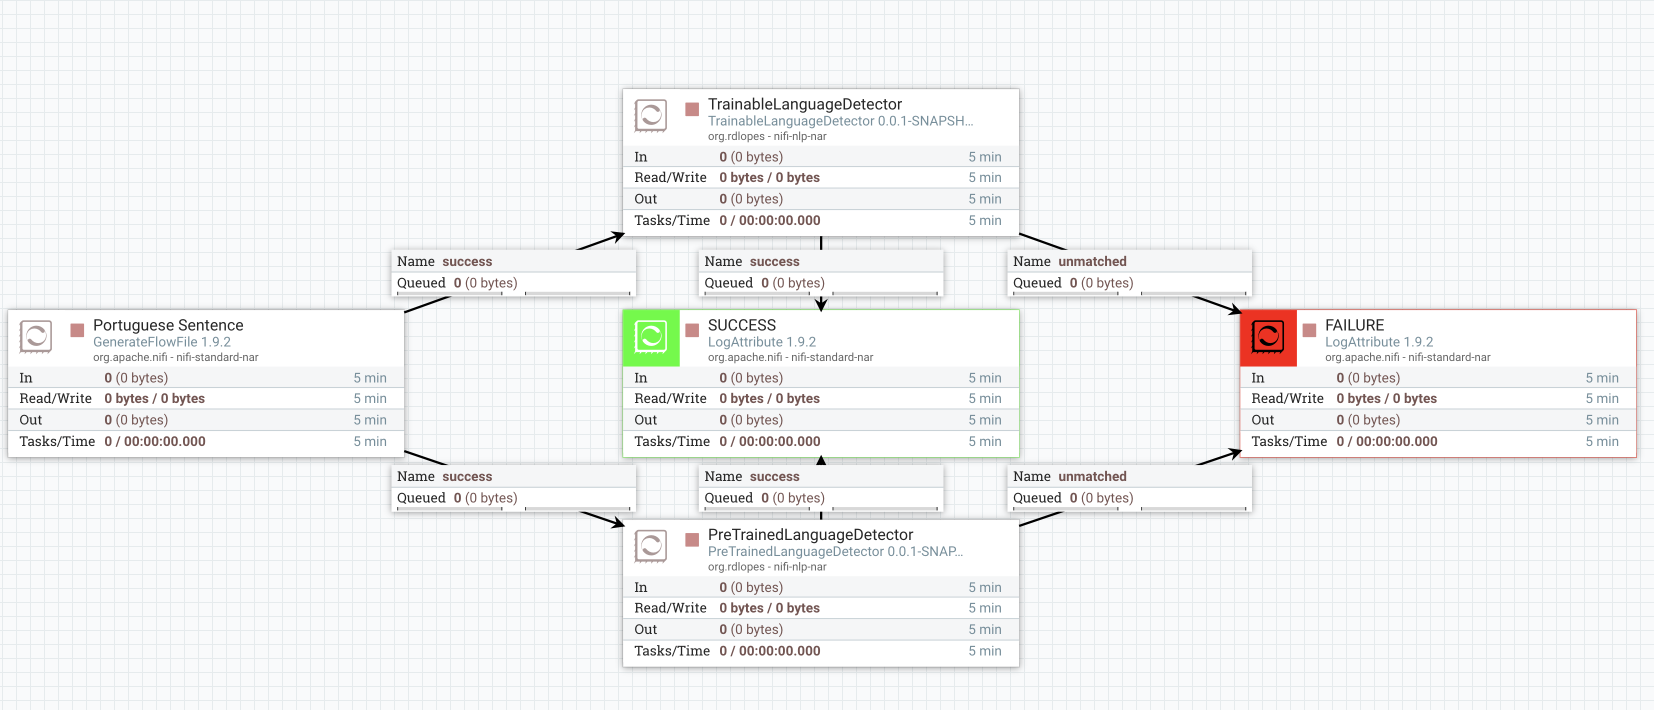 TrainableLanguageDetector
TrainableLanguageDetector 0.0.1-SNAPSH...
org.rdlopes - nifi-nlp-nar
In 0 (0 bytes) 5 min
Read/Write 0 bytes / 0 bytes 5 min
Out 0 (0 bytes) 5 min
Tasks/Time 0 / 00:00:00.000 5 min
Name success
Queued 0 (0 bytes)
Name success
Queued 0 (0 bytes)
Name unmatched
Queued 0 (0 bytes)
Portuguese Sentence
GenerateFlowFile 1.9.2
org.apache.nifi - nifi-standard-nar
In 0 (0 bytes) 5 min
Read/Write 0 bytes / 0 bytes 5 min
Out 0 (0 bytes) 5 min
Tasks/Time 0 / 00:00:00.000 5 min
SUCCESS
LogAttribute 1.9.2
org.apache.nifi - nifi-standard-nar
In 0 (0 bytes) 5 min
Read/Write 0 bytes / 0 bytes 5 min
Out 0 (0 bytes) 5 min
Tasks/Time 0 / 00:00:00.000 5 min
FAILURE
LogAttribute 1.9.2
org.apache.nifi - nifi-standard-nar
In 0 (0 bytes) 5 min
Read/Write 0 bytes / 0 bytes 5 min
Out 0 (0 bytes) 5 min
Tasks/Time 0 / 00:00:00.000 5 min
Name success
Queued 0 (0 bytes)
Name success
Queued 0 (0 bytes)
Name unmatched
Queued 0 (0 bytes)
PreTrainedLanguageDetector
PreTrainedLanguageDetector 0.0.1-SNAP...
org.rdlopes - nifi-nlp-nar
In 0 (0 bytes) 5 min
Read/Write 0 bytes / 0 bytes 5 min
Out 0 (0 bytes) 5 min
Tasks/Time 0 / 00:00:00.000 5 min